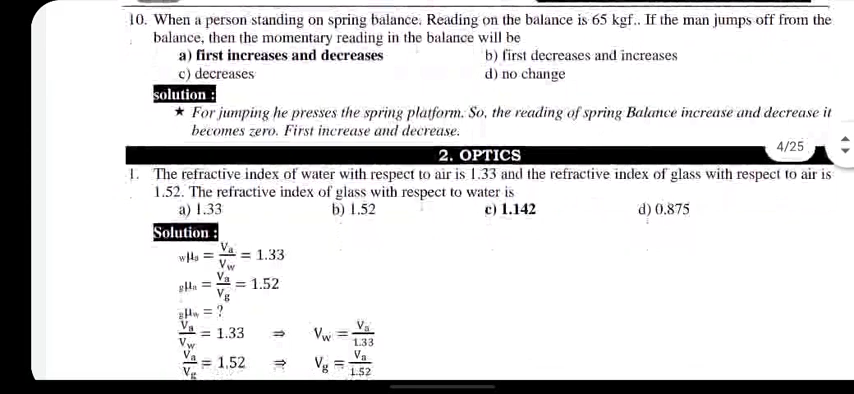 10. When a person standing on spring balance. Reading on the balance is 65 kgf.. If the man jumps off from the
balance, then the momentary reading in the balance will be
a) first increases and decreases b) first decreases and increases
c) decreases d) no change
solution :
★ For jumping he presses the spring platform. So, the reading of spring Balance increase and decrease it
becomes zero. First increase and decrease.
4/25
2. OPTICS
1. The refractive index of water with respect to air is 1.33 and the refractive index of glass with respect to air is
1.52. The refractive index of glass with respect to water is
a) 1.33 b) 1.52 c) 1.142 d) 0.875
Solution :
wμa = Va/Vw = 1.33
gμa = Va/Vg = 1.52
gμw = ?
Va/Vw = 1.33 ⇒ Vw = Va/1.33
Va/Vg = 1.52 ⇒ Vg = Va/1.52